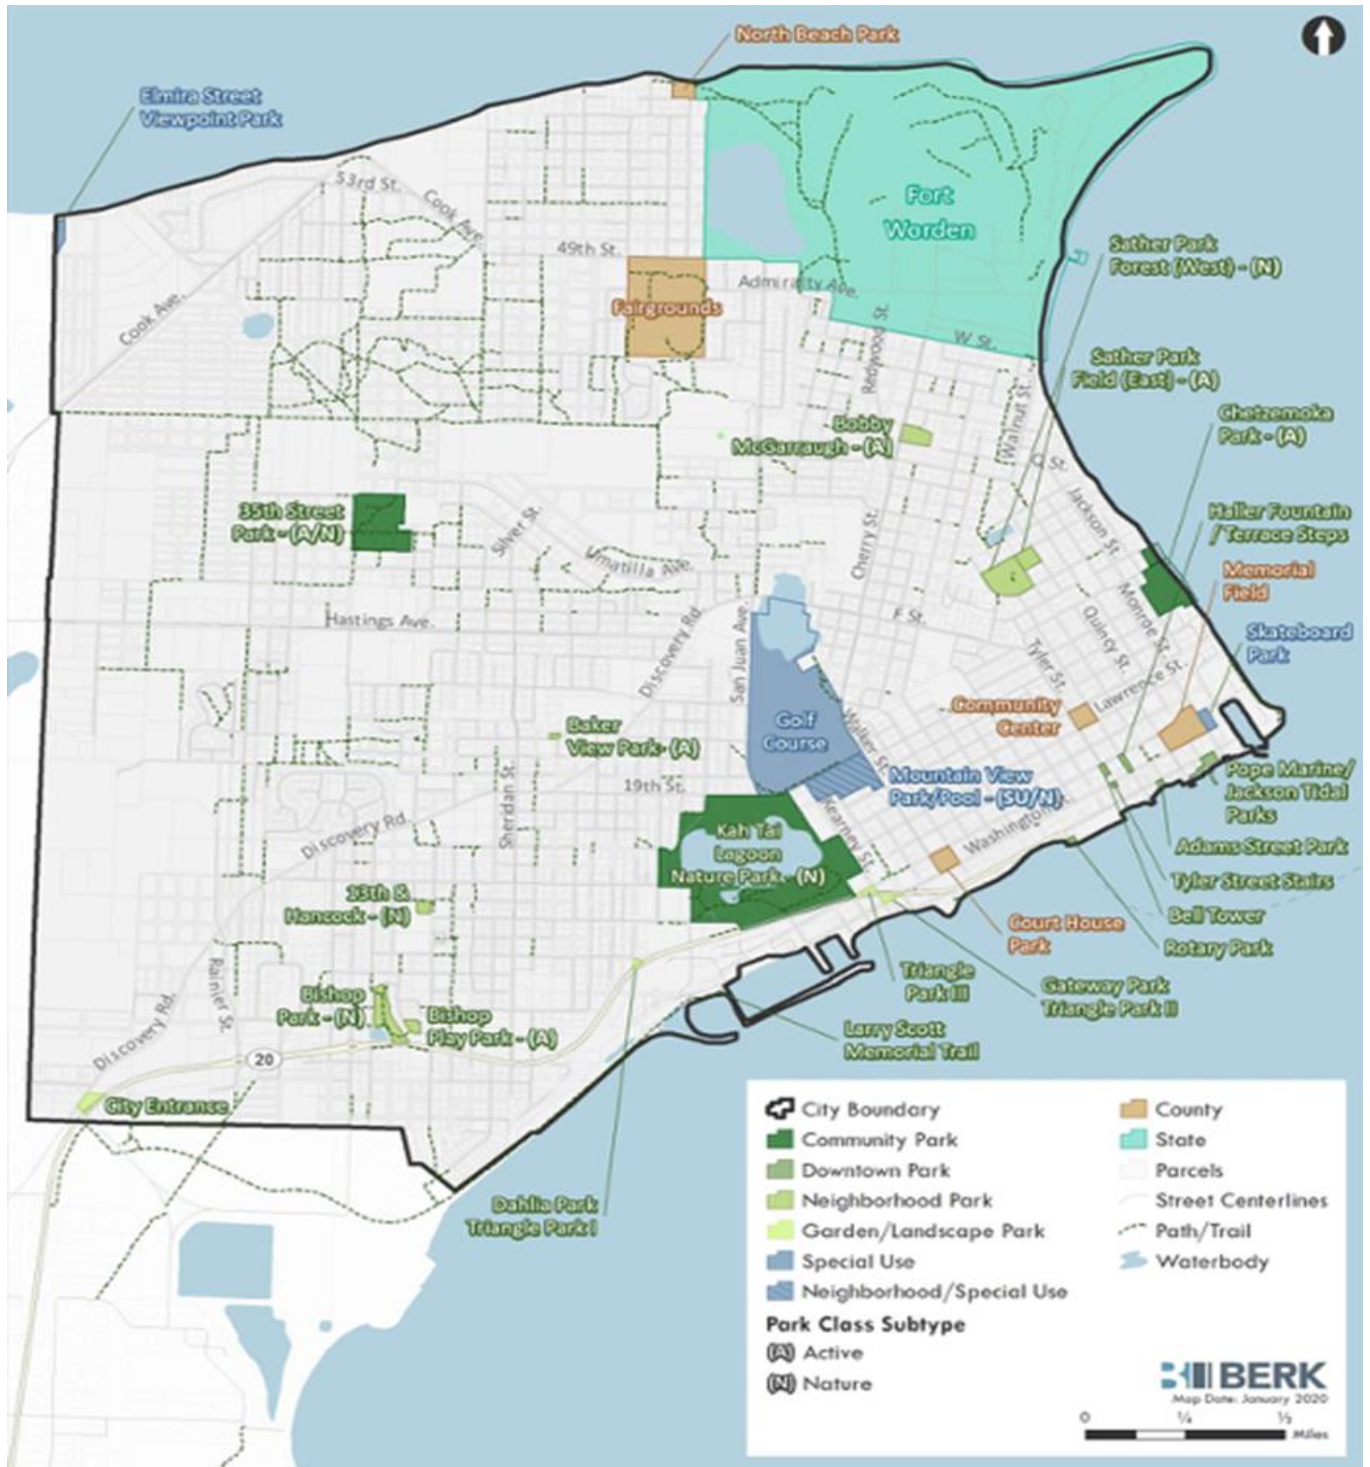 North Beach Park
Elmira Street
Viewpoint Park
53rd St.
Cook Ave.
Fort
Worden
49th St.
Sather Park
Forest (West) - (N)
Admirality Ave.
Cook Ave.
Fairgrounds
Redwood St.
W St.
Sather Park
Field (East) - (A)
Walnut St.
Chetzemoka
Park - (A)
Bobby
McGarraugh - (A)
Q St.
35th Street
Park - (A/N)
Silver St.
Umatilla Ave.
Cherry St.
Jackson St.
Haller Fountain
/Terrace Steps
Memorial
Field
Hastings Ave.
Discovery Rd.
San Juan Ave.
F St.
Monroe St.
Quincy St.
Tyler St.
Lawrence St.
Skateboard
Park
Community
Center
Baker
View Park- (A)
Golf
Course
Walker St.
Sheridan St.
19th St.
Mountain View
Park/Pool - (SU/N)
Pope Marine/
Jackson Tidal
Parks
Discovery Rd.
Kah Tai
Lagoon
Nature Park - (N)
Kearney St.
Washington St.
Adams Street Park
Tyler Street Stairs
13th &
Hancock - (N)
Bell Tower
Court House
Park
Rotary Park
Rainier St.
Discovery Rd.
Bishop
Park - (N)
Bishop
Play Park - (A)
Triangle
Park III
Gateway Park
Triangle Park II
20
Larry Scott
Memorial Trail
City Entrance
Dahlia Park
Triangle Park I
City Boundary
Community Park
Downtown Park
Neighborhood Park
Garden/Landscape Park
Special Use
Neighborhood/Special Use
Park Class Subtype
(A) Active
(N) Nature
County
State
Parcels
Street Centerlines
Path/Trail
Waterbody
BERK
Map Date: January 2020
0 ¼ ½
Miles